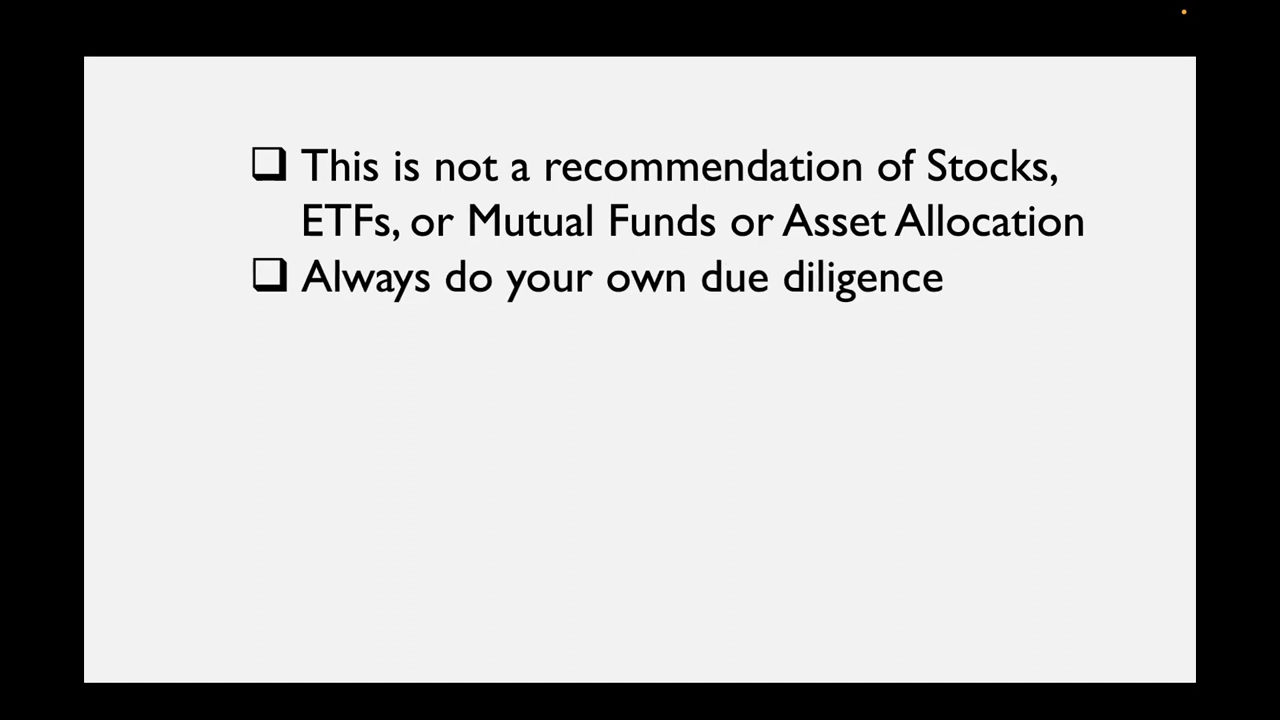 ❑ This is not a recommendation of Stocks,
ETFs, or Mutual Funds or Asset Allocation
❑ Always do your own due diligence